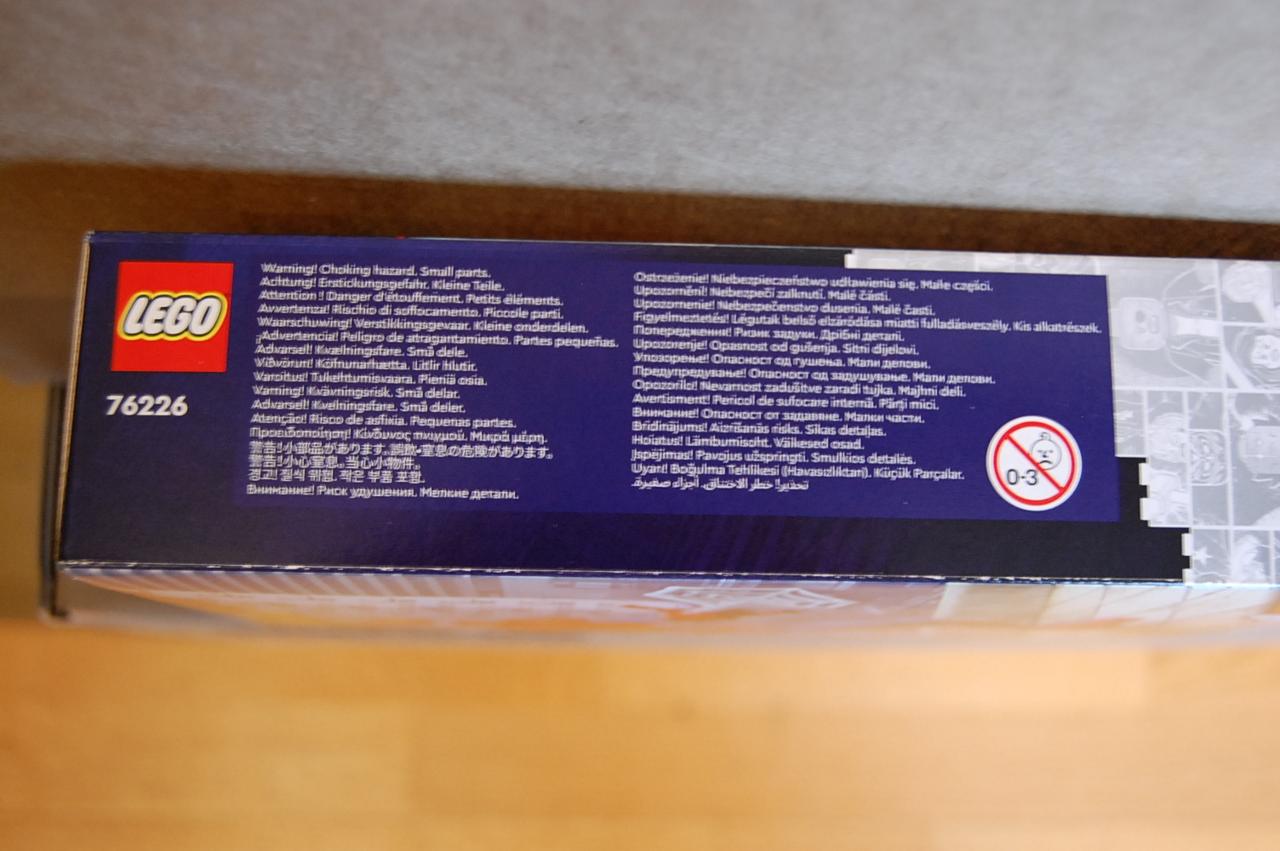 LEGO
76226
Warning! Choking hazard. Small parts.
Achtung! Erstickungsgefahr. Kleine Teile.
Attention ! Danger d'étouffement. Petits éléments.
Avvertenza! Rischio di soffocamento. Piccole parti.
Waarschuwing! Verstikkingsgevaar. Kleine onderdelen.
¡Advertencia! Peligro de atragantamiento. Partes pequeñas.
Advarsel! Kvælningsfare. Små dele.
Viðvörun! Köfnunarhætta. Litlir hlutir.
Varoitus! Tukehtumisvaara. Pieniä osia.
Varning! Kvävningsrisk. Små delar.
Advarsel! Kvelningsfare. Små deler.
Atenção! Risco de asfixia. Pequenas partes.
Προειδοποίηση! Κίνδυνος πνιγμού. Μικρά μέρη.
警告!小部品があります。誤飲・窒息の危険があります。
警告!小心窒息。当心小物件。
경고! 질식 위험. 작은 부품 포함.
Внимание! Риск удушения. Мелкие детали.
Ostrzeżenie! Niebezpieczeństwo udławienia się. Małe części.
Upozornění! Nebezpečí zalknutí. Malé části.
Upozornenie! Nebezpečenstvo dusenia. Malé časti.
Figyelmeztetés! Légutak belső elzáródása miatti fulladásveszély. Kis alkatrészek.
Попередження! Ризик задухи. Дрібні деталі.
Upozorenje! Opasnost od gušenja. Sitni dijelovi.
Упозорење! Опасност од гушења. Мали делови.
Предупредување! Опасност од задушување. Мали делови.
Opozorilo! Nevarnost zadušitve zaradi tujka. Majhni deli.
Avertisment! Pericol de sufocare internă. Părți mici.
Внимание! Опасност от задавяне. Малки части.
Brīdinājums! Aizrīšanās risks. Sīkas detaļas.
Hoiatus! Lämbumisoht. Väikesed osad.
Įspėjimas! Pavojus užspringti. Smulkios detalės.
Uyarı! Boğulma Tehlikesi (Havasızlıktan). Küçük Parçalar.
تحذير! خطر الاختناق. أجزاء صغيرة.
0-3